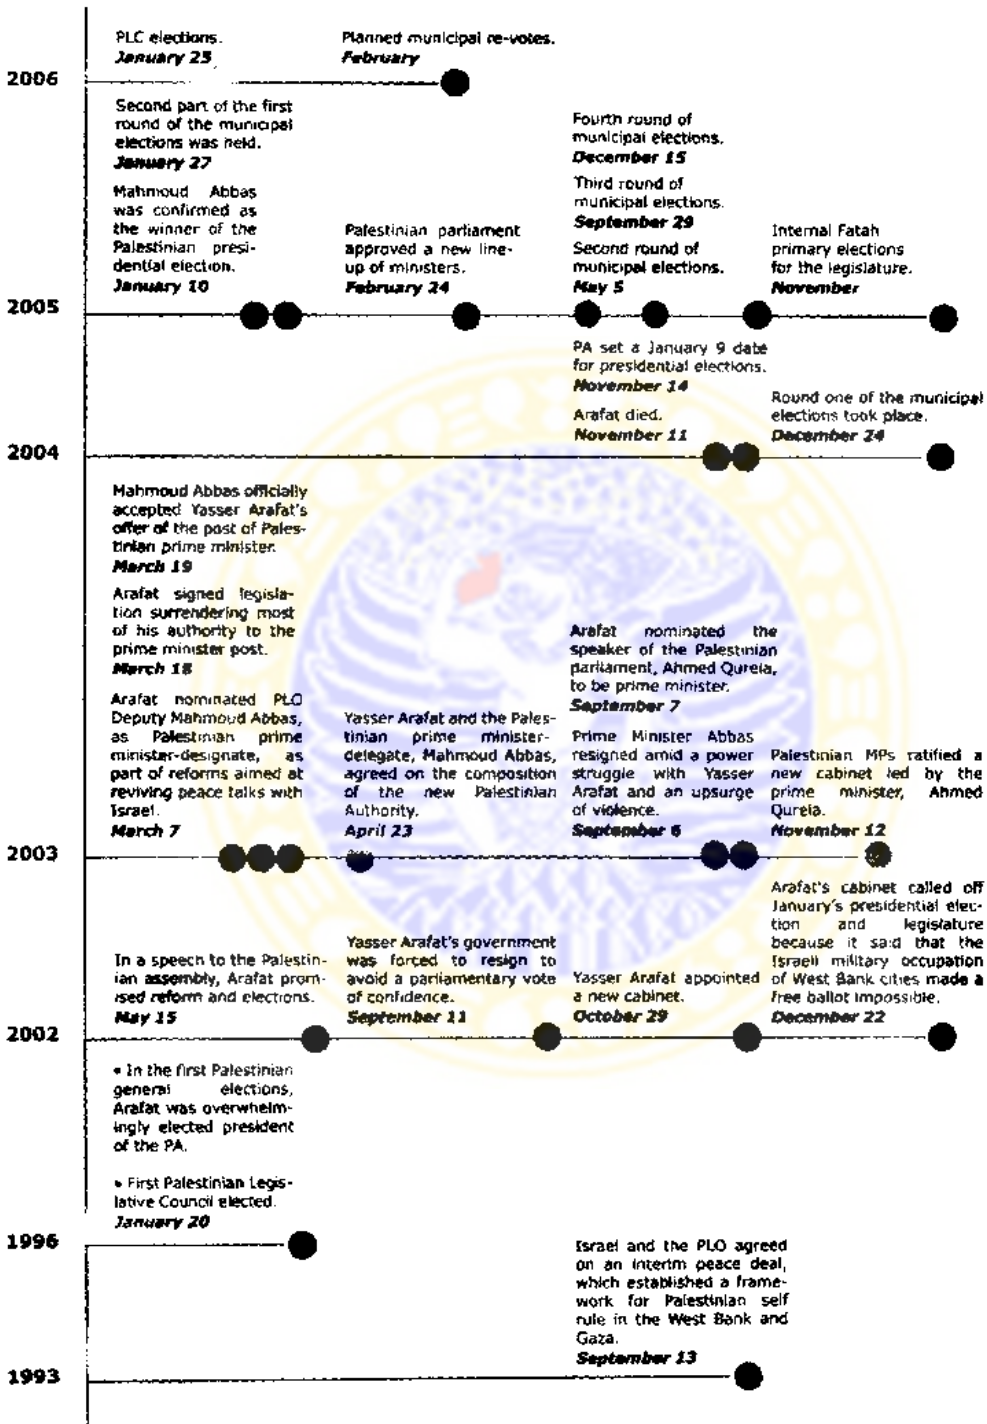 PLC elections.
January 25
Planned municipal re-votes.
February
2006
Second part of the first
round of the municipal
elections was held.
January 27
Mahmoud Abbas
was confirmed as
the winner of the
Palestinian presi-
dential election.
January 10
Palestinian parliament
approved a new line-
up of ministers.
February 24
Fourth round of
municipal elections.
December 15
Third round of
municipal elections.
September 29
Second round of
municipal elections.
May 5
Internal Fatah
primary elections
for the legislature.
November
2005
PA set a January 9 date
for presidential elections.
November 14
Arafat died.
November 11
Round one of the municipal
elections took place.
December 24
2004
Mahmoud Abbas officially
accepted Yasser Arafat's
offer of the post of Pales-
tinian prime minister.
March 19
Arafat signed legisla-
tion surrendering most
of his authority to the
prime minister post.
March 18
Arafat nominated PLO
Deputy Mahmoud Abbas,
as Palestinian prime
minister-designate, as
part of reforms aimed at
reviving peace talks with
Israel.
March 7
Yasser Arafat and the Pales-
tinian prime minister-
delegate, Mahmoud Abbas,
agreed on the composition
of the new Palestinian
Authority.
April 23
Arafat nominated the
speaker of the Palestinian
parliament, Ahmed Qureia,
to be prime minister.
September 7
Prime Minister Abbas
resigned amid a power
struggle with Yasser
Arafat and an upsurge
of violence.
September 6
Palestinian MPs ratified a
new cabinet led by the
prime minister, Ahmed
Qureia.
November 12
2003
In a speech to the Palestin-
ian assembly, Arafat prom-
ised reform and elections.
May 15
Yasser Arafat's government
was forced to resign to
avoid a parliamentary vote
of confidence.
September 11
Yasser Arafat appointed
a new cabinet.
October 29
Arafat's cabinet called off
January's presidential elec-
tion and legislature
because it said that the
Israeli military occupation
of West Bank cities made a
free ballot impossible.
December 22
2002
• In the first Palestinian
general elections,
Arafat was overwhelm-
ingly elected president
of the PA.
• First Palestinian Legis-
lative Council elected.
January 20
1996
Israel and the PLO agreed
on an interim peace deal,
which established a frame-
work for Palestinian self
rule in the West Bank and
Gaza.
September 13
1993